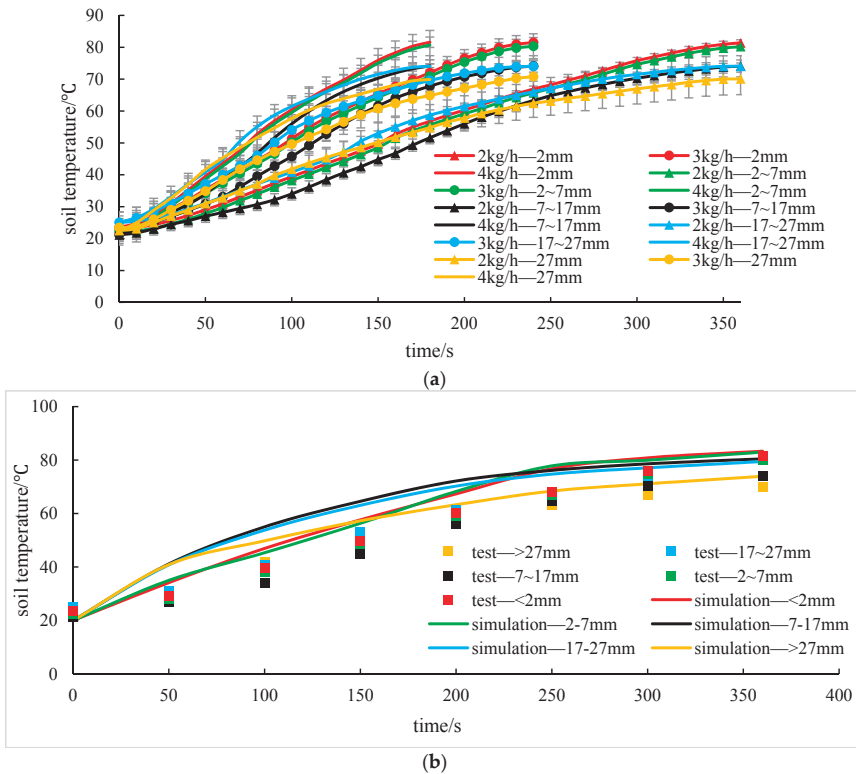 90
80
70
60
50
40
30
20
10
0
soil temperature/°C
2kg/h—2mm 3kg/h—2mm
4kg/h—2mm 2kg/h—2~7mm
3kg/h—2~7mm 4kg/h—2~7mm
2kg/h—7~17mm 3kg/h—7~17mm
4kg/h—7~17mm 2kg/h—17~27mm
3kg/h—17~27mm 4kg/h—17~27mm
2kg/h—27mm 3kg/h—27mm
4kg/h—27mm
0 50 100 150 200 250 300 350
time/s
(a)
100
80
60
40
20
0
soil temperature/°C
test—>27mm test—17~27mm
test—7~17mm test—2~7mm
test—<2mm simulation—<2mm
simulation—2-7mm simulation—7-17mm
simulation—17-27mm simulation—>27mm
0 50 100 150 200 250 300 350 400
time/s
(b)